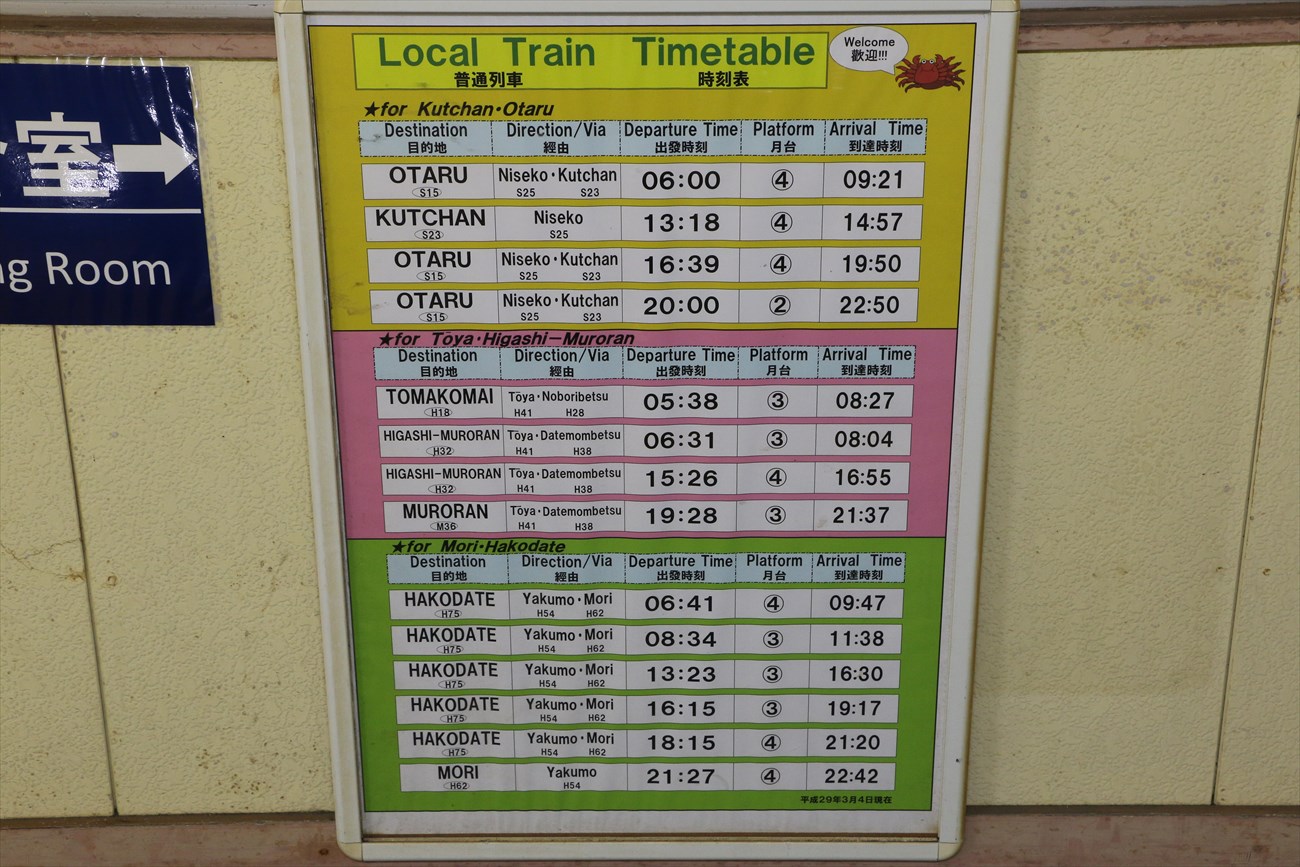 室
ng Room
Local Train Timetable
普通列車 時刻表
Welcome
歡迎!!!
★for Kutchan・Otaru
Destination Direction/Via Departure Time Platform Arrival Time
目的地 經由 出發時刻 月台 到達時刻
OTARU Niseko・Kutchan 06:00 ④ 09:21
S15 S25 S23
KUTCHAN Niseko 13:18 ④ 14:57
S23 S25
OTARU Niseko・Kutchan 16:39 ④ 19:50
S15 S25 S23
OTARU Niseko・Kutchan 20:00 ② 22:50
S15 S25 S23
★for Tōya・Higashi－Muroran
Destination Direction/Via Departure Time Platform Arrival Time
目的地 經由 出發時刻 月台 到達時刻
TOMAKOMAI Tōya・Noboribetsu 05:38 ③ 08:27
H18 H41 H28
HIGASHI-MURORAN Tōya・Datemombetsu 06:31 ③ 08:04
H32 H41 H38
HIGASHI-MURORAN Tōya・Datemombetsu 15:26 ④ 16:55
H32 H41 H38
MURORAN Tōya・Datemombetsu 19:28 ③ 21:37
M36 H41 H38
★for Mori・Hakodate
Destination Direction/Via Departure Time Platform Arrival Time
目的地 經由 出發時刻 月台 到達時刻
HAKODATE Yakumo・Mori 06:41 ④ 09:47
H75 H54 H62
HAKODATE Yakumo・Mori 08:34 ③ 11:38
H75 H54 H62
HAKODATE Yakumo・Mori 13:23 ③ 16:30
H75 H54 H62
HAKODATE Yakumo・Mori 16:15 ③ 19:17
H75 H54 H62
HAKODATE Yakumo・Mori 18:15 ④ 21:20
H75 H54 H62
MORI Yakumo 21:27 ④ 22:42
H62 H54
平成29年3月4日現在